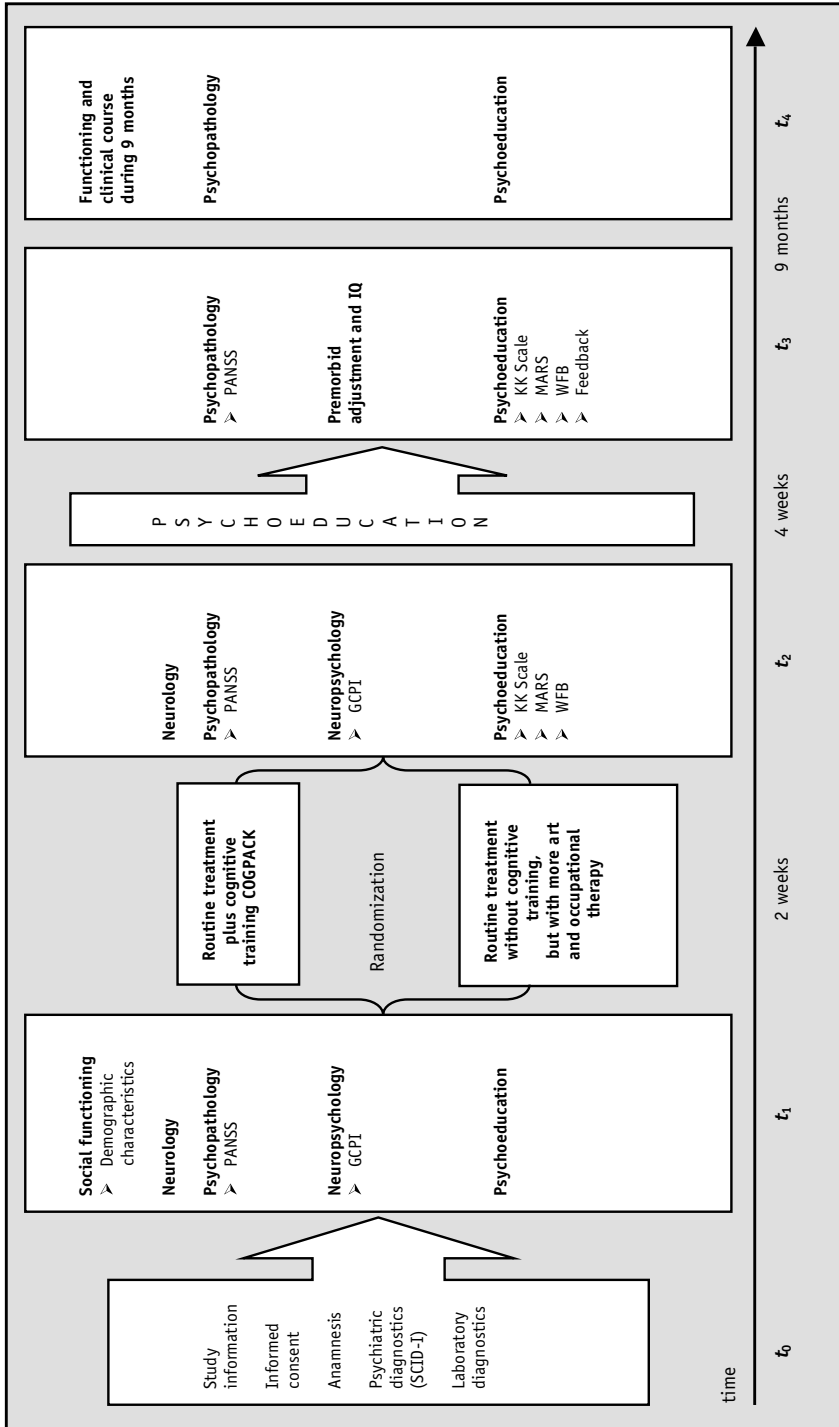 Study
information
Informed
consent
Anamnesis
Psychiatric
diagnostics
(SCID-I)
Laboratory
diagnostics
Social functioning
➢ Demographic
characteristics
Neurology
Psychopathology
➢ PANSS
Neuropsychology
➢ GCPI
Psychoeducation
Routine treatment
plus cognitive
training COGPACK
Randomization
Routine treatment
without cognitive
training,
but with more art
and occupational
therapy
Neurology
Psychopathology
➢ PANSS
Neuropsychology
➢ GCPI
Psychoeducation
➢ KK Scale
➢ MARS
➢ WFB
P
S
Y
C
H
O
E
D
U
C
A
T
I
O
N
Psychopathology
➢ PANSS
Premorbid
adjustment and IQ
Psychoeducation
➢ KK Scale
➢ MARS
➢ WFB
➢ Feedback
Functioning and
clinical course
during 9 months
Psychopathology
Psychoeducation
time
t0 t1 2 weeks t2 4 weeks t3 9 months t4